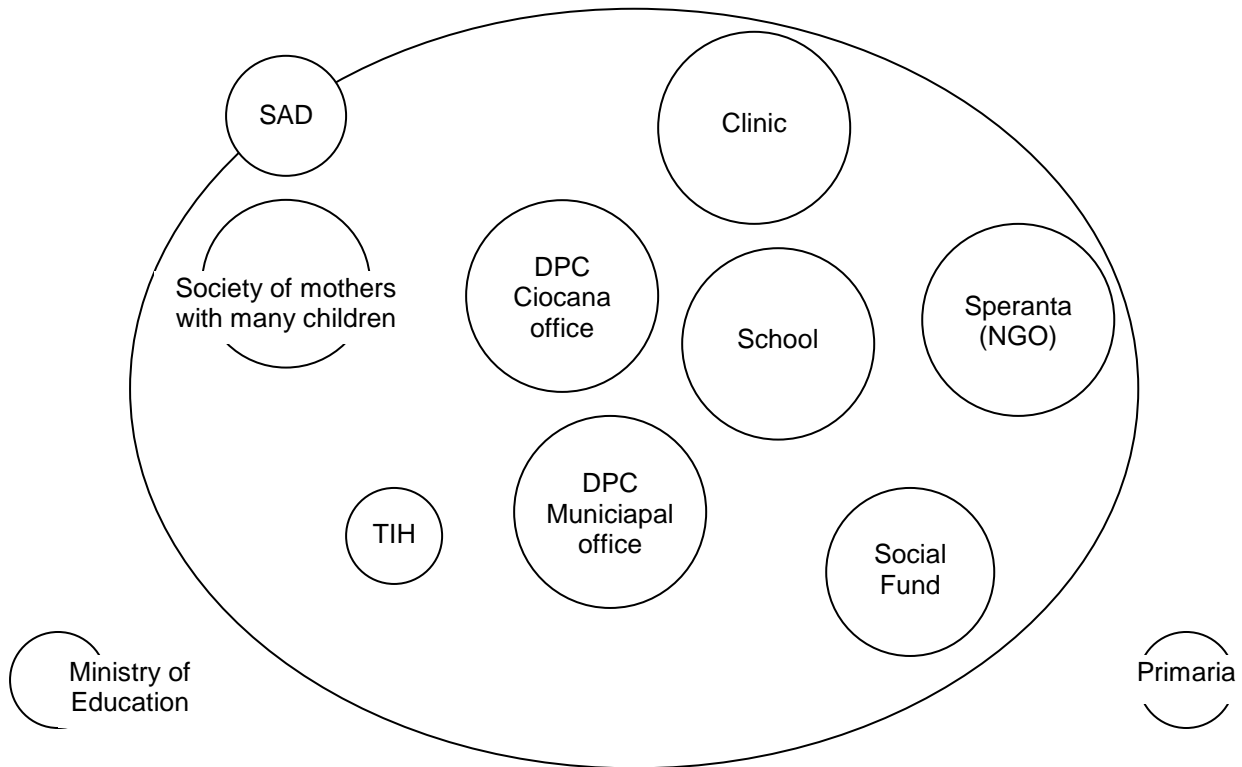 SAD
Clinic
DPC
Ciocana
office
Society of mothers
with many children
School
Speranta
(NGO)
DPC
Municiapal
office
TIH
Social
Fund
Ministry of
Education
Primaria